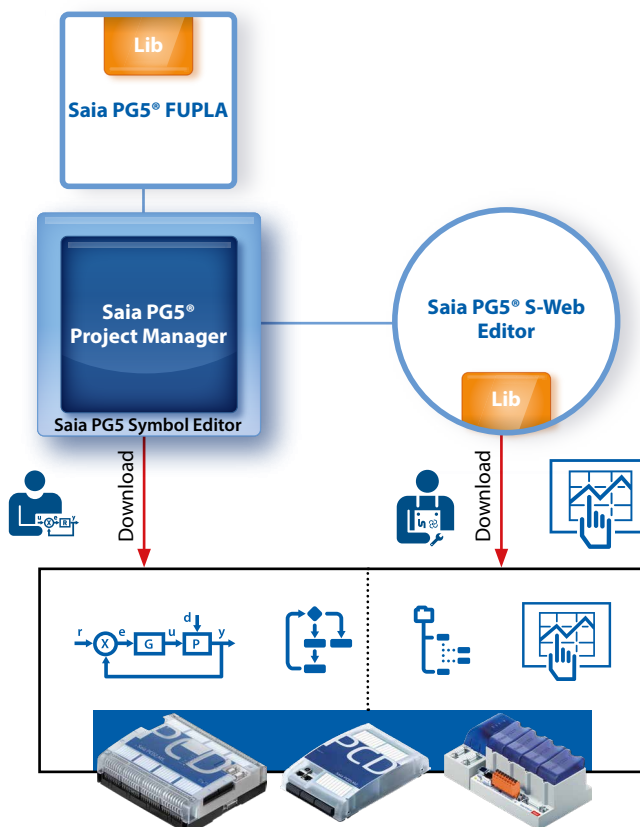 Lib
Saia PG5® FUPLA
Saia PG5®
Project Manager
Saia PG5 Symbol Editor
Saia PG5® S-Web
Editor
Lib
Download
Download
u
y
R
r
X
e
G
u
d
P
y
PCD
PCD